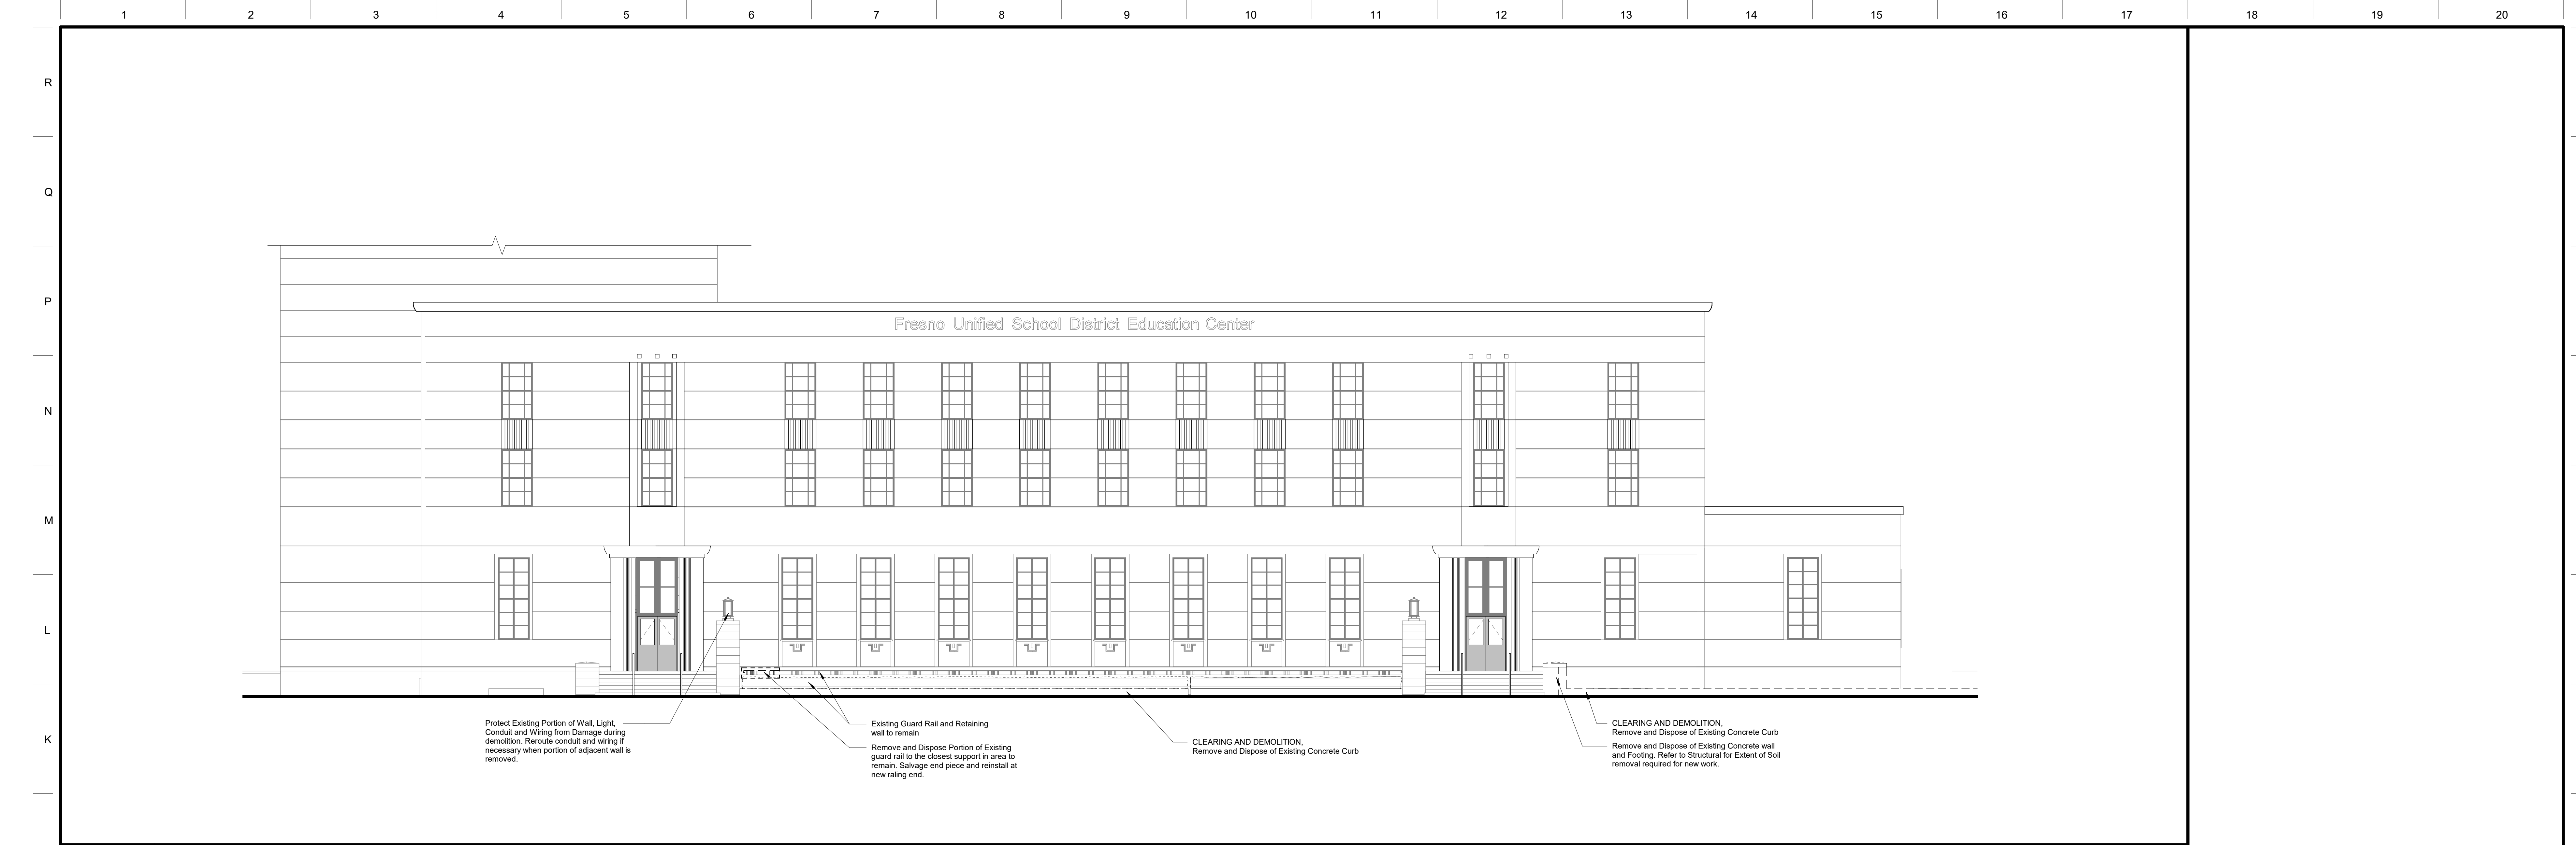 1 2 3 4 5 6 7 8 9 10 11 12 13 14 15 16 17 18 19 20
R
Q
P
Fresno Unified School District Education Center
N
M
L
K
Protect Existing Portion of Wall, Light,
Conduit and Wiring from Damage during
demolition. Reroute conduit and wiring if
necessary when portion of adjacent wall is
removed.
Existing Guard Rail and Retaining
wall to remain
Remove and Dispose Portion of Existing
guard rail to the closest support in area to
remain. Salvage end piece and reinstall at
new raling end.
CLEARING AND DEMOLITION,
Remove and Dispose of Existing Concrete Curb
CLEARING AND DEMOLITION,
Remove and Dispose of Existing Concrete Curb
Remove and Dispose of Existing Concrete wall
and Footing. Refer to Structural for Extent of Soil
removal required for new work.